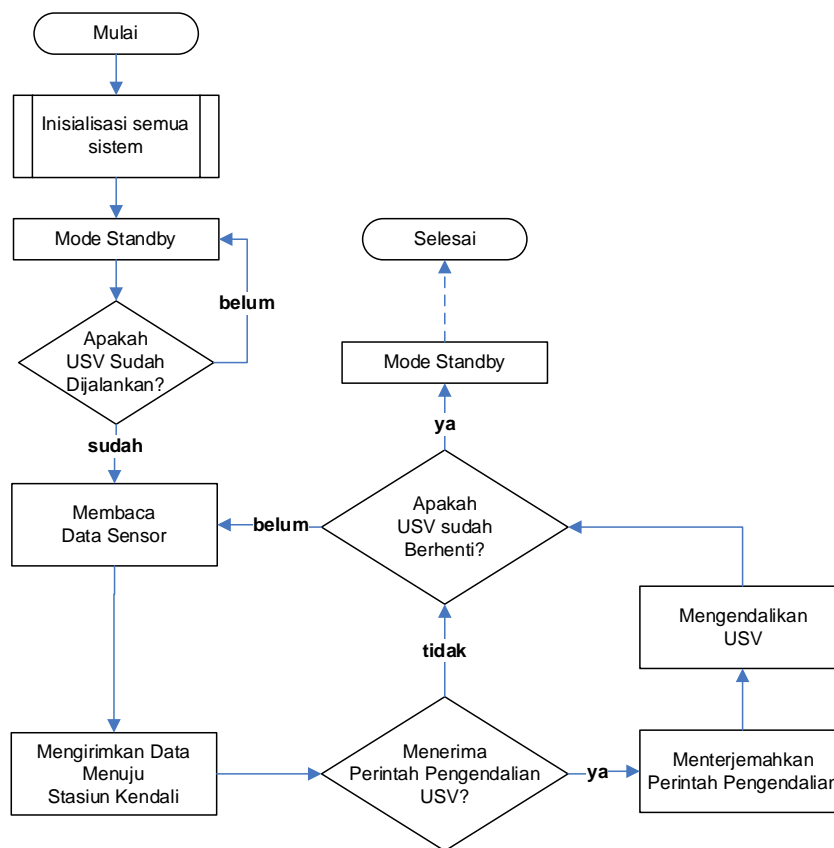 Mulai
Inisialisasi semua
sistem
Mode Standby
belum
Apakah
USV Sudah
Dijalankan?
sudah
Membaca
Data Sensor
Mengirimkan Data
Menuju
Stasiun Kendali
Menerima
Perintah Pengendalian
USV?
ya
Menterjemahkan
Perintah Pengendalian
Mengendalikan
USV
tidak
Apakah
USV sudah
Berhenti?
belum
ya
Mode Standby
Selesai